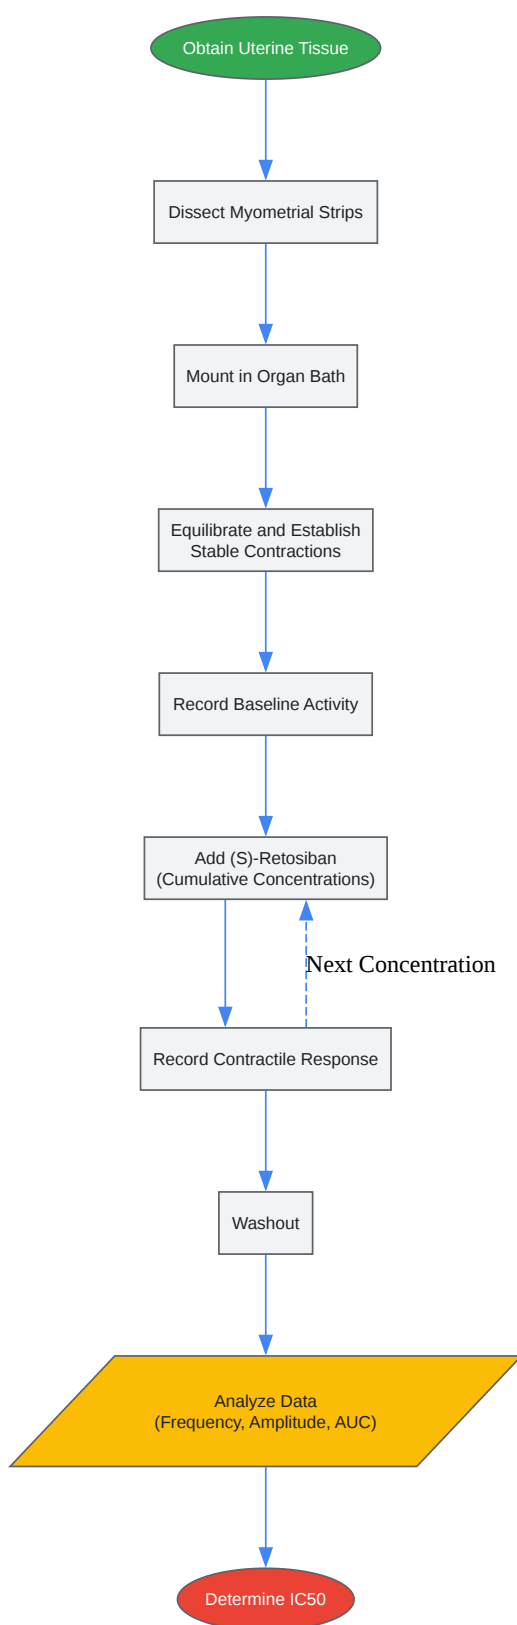 Obtain Uterine Tissue
Dissect Myometrial Strips
Mount in Organ Bath
Equilibrate and Establish
Stable Contractions
Record Baseline Activity
Add (S)-Retosiban
(Cumulative Concentrations)
Next Concentration
Record Contractile Response
Washout
Analyze Data
(Frequency, Amplitude, AUC)
Determine IC50